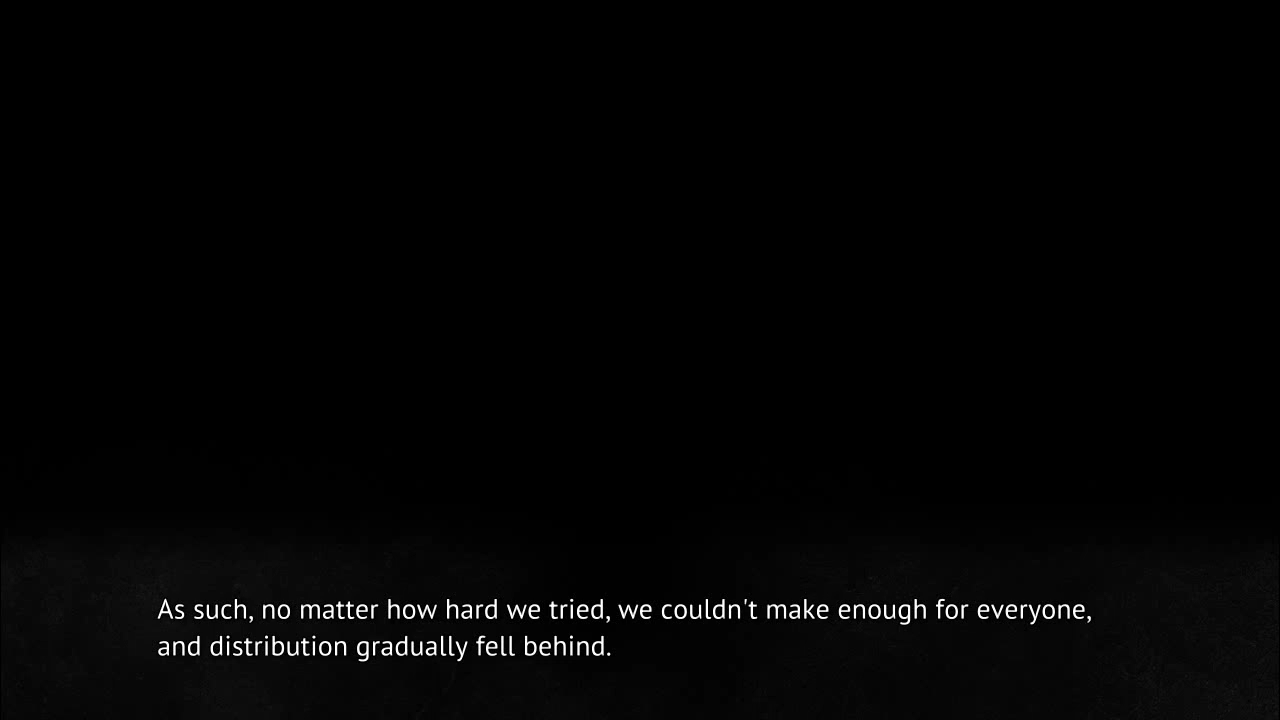 As such, no matter how hard we tried, we couldn't make enough for everyone,
and distribution gradually fell behind.